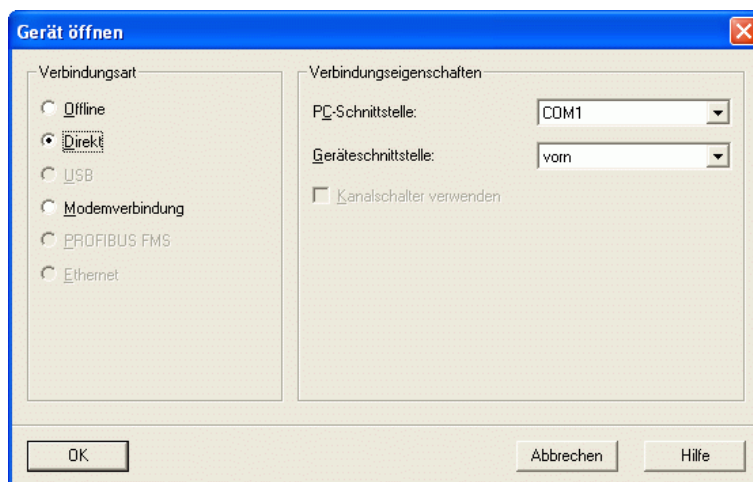 Gerät öffnen
Verbindungsart
Offline
Direkt
USB
Modemverbindung
PROFIBUS FMS
Ethernet
Verbindungseigenschaften
PC-Schnittstelle:
COM1
Geräteschnittstelle:
vorn
Kanalschalter verwenden
OK
Abbrechen
Hilfe